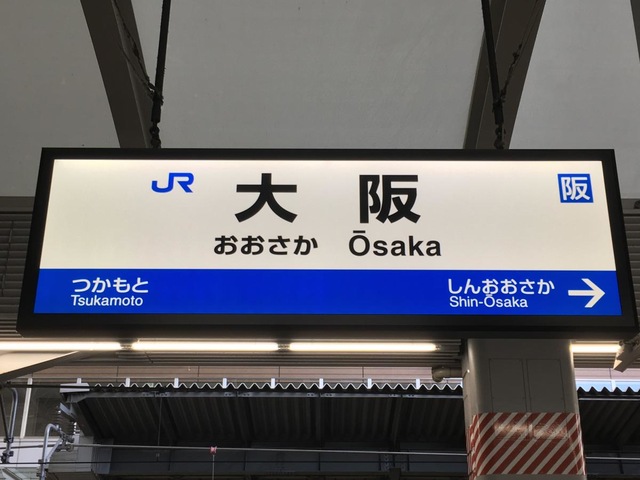 JR 大阪 阪
おおさか Ōsaka
つかもと しんおおさか →
Tsukamoto Shin-Ōsaka